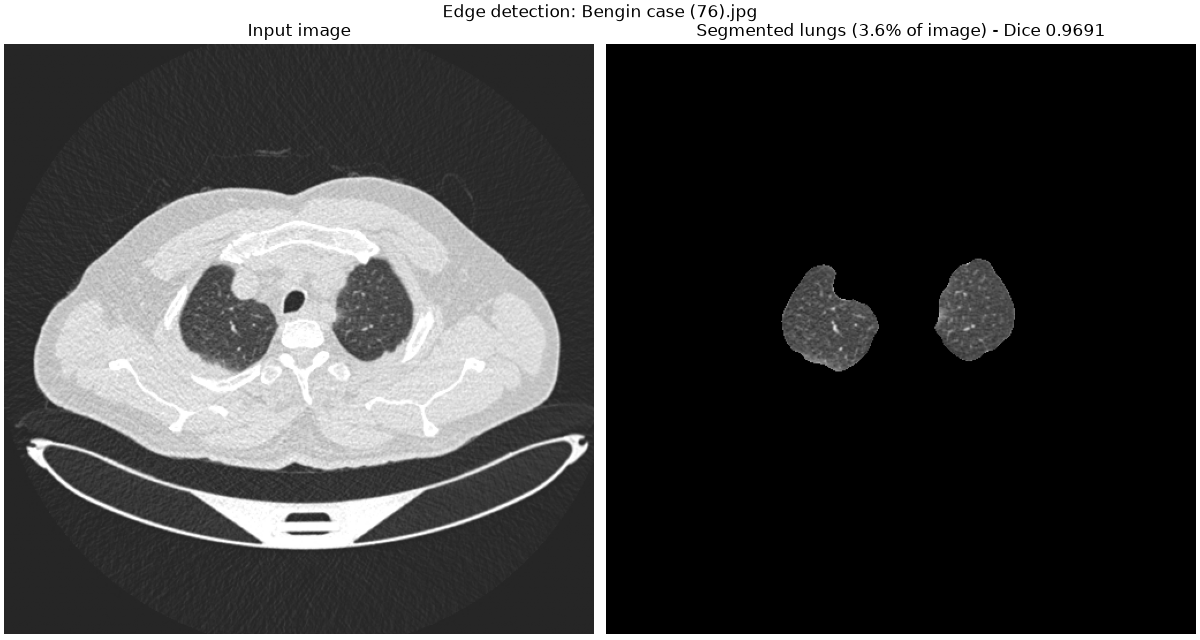 Edge detection: Bengin case (76).jpg
Input image
Segmented lungs (3.6% of image) - Dice 0.9691